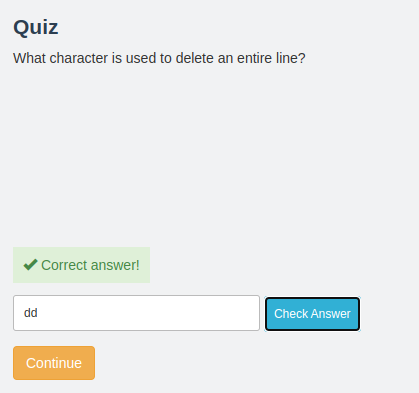 Quiz
What character is used to delete an entire line?
Correct answer!
dd
Check Answer
Continue